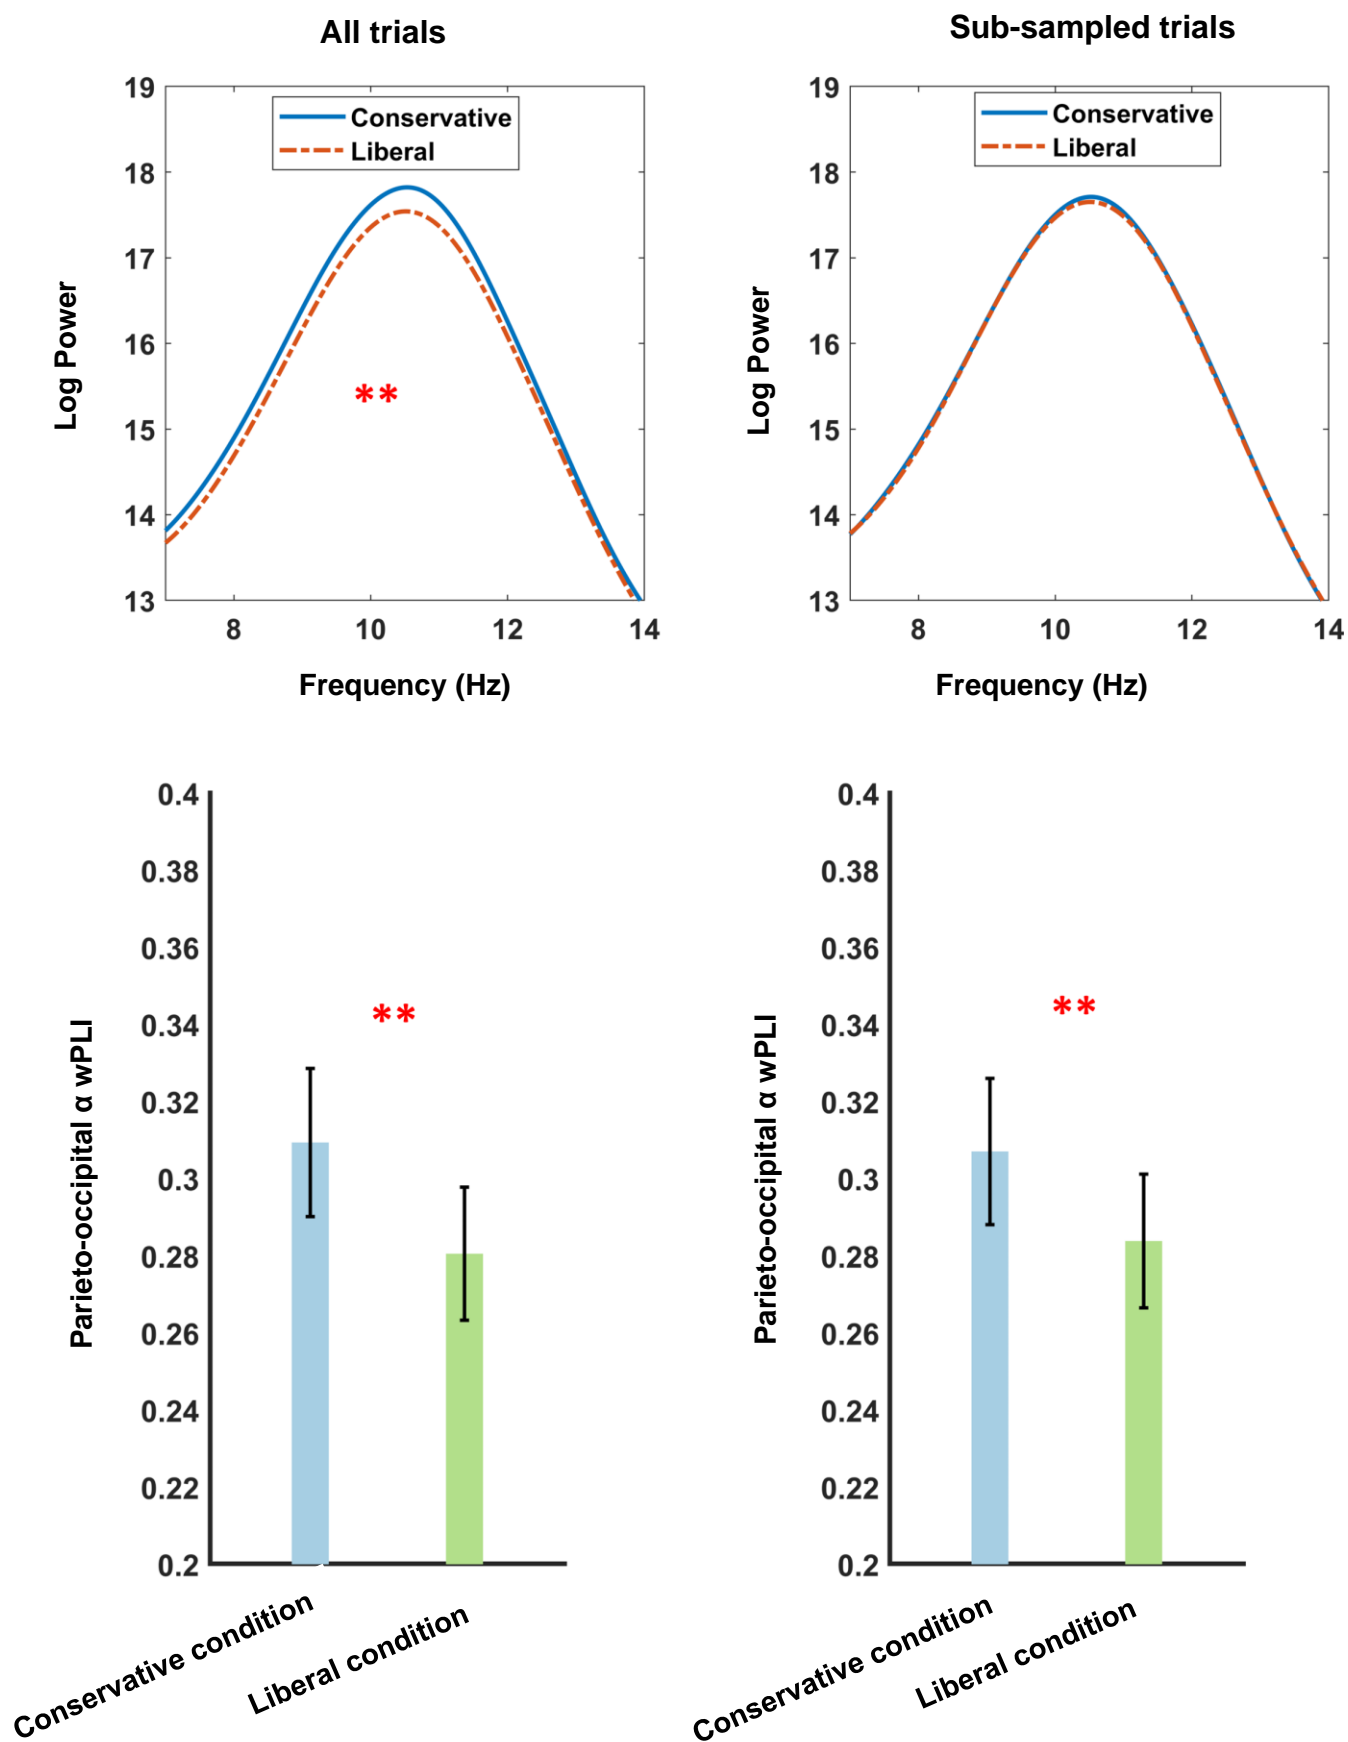 All trials
Sub-sampled trials
19
18
17
16
15
14
13
Log Power
Conservative
Liberal
**
8
10
12
14
Frequency (Hz)
19
18
17
16
15
14
13
Log Power
Conservative
Liberal
8
10
12
14
Frequency (Hz)
0.4
0.38
0.36
0.34
0.32
0.3
0.28
0.26
0.24
0.22
0.2
Parieto-occipital α wPLI
**
Conservative condition
Liberal condition
0.4
0.38
0.36
0.34
0.32
0.3
0.28
0.26
0.24
0.22
0.2
Parieto-occipital α wPLI
**
Conservative condition
Liberal condition